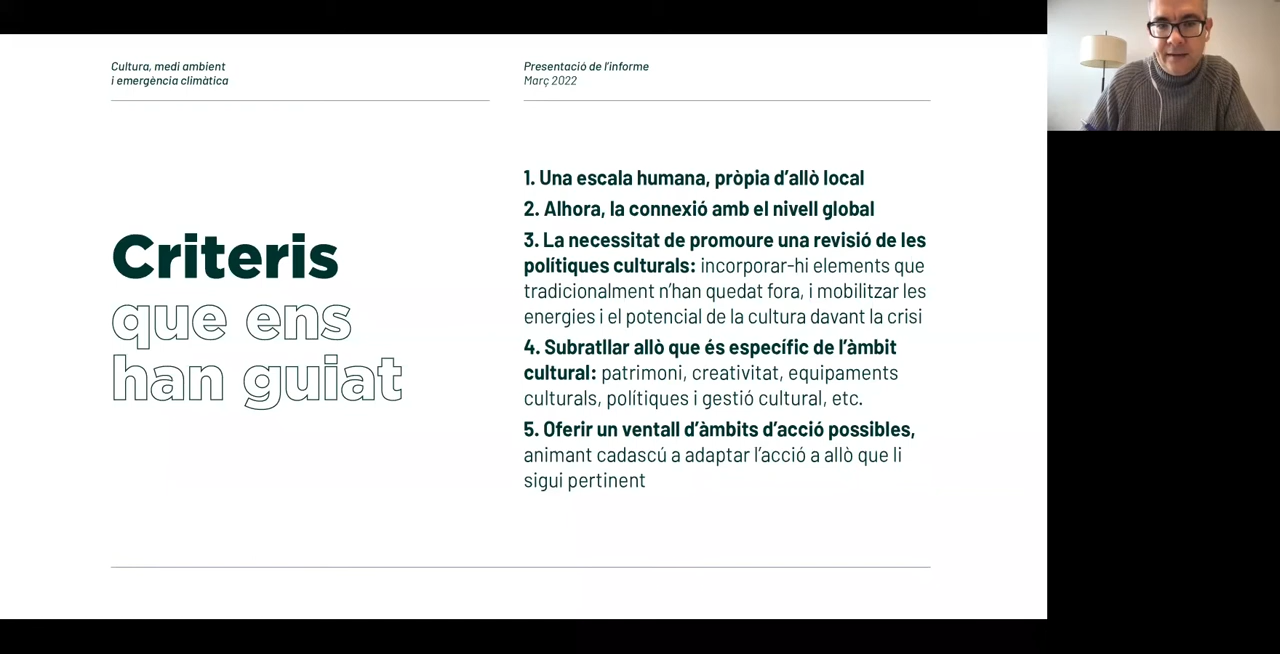 Cultura, medi ambient
i emergència climàtica
Presentació de l'informe
Març 2022
Criteris
que ens
han guiat
1. Una escala humana, pròpia d'allò local
2. Alhora, la connexió amb el nivell global
3. La necessitat de promoure una revisió de les
polítiques culturals: incorporar-hi elements que
tradicionalment n'han quedat fora, i mobilitzar les
energies i el potencial de la cultura davant la crisi
4. Subratllar allò que és específic de l'àmbit
cultural: patrimoni, creativitat, equipaments
culturals, polítiques i gestió cultural, etc.
5. Oferir un ventall d'àmbits d'acció possibles,
animant cadascú a adaptar l'acció a allò que li
sigui pertinent